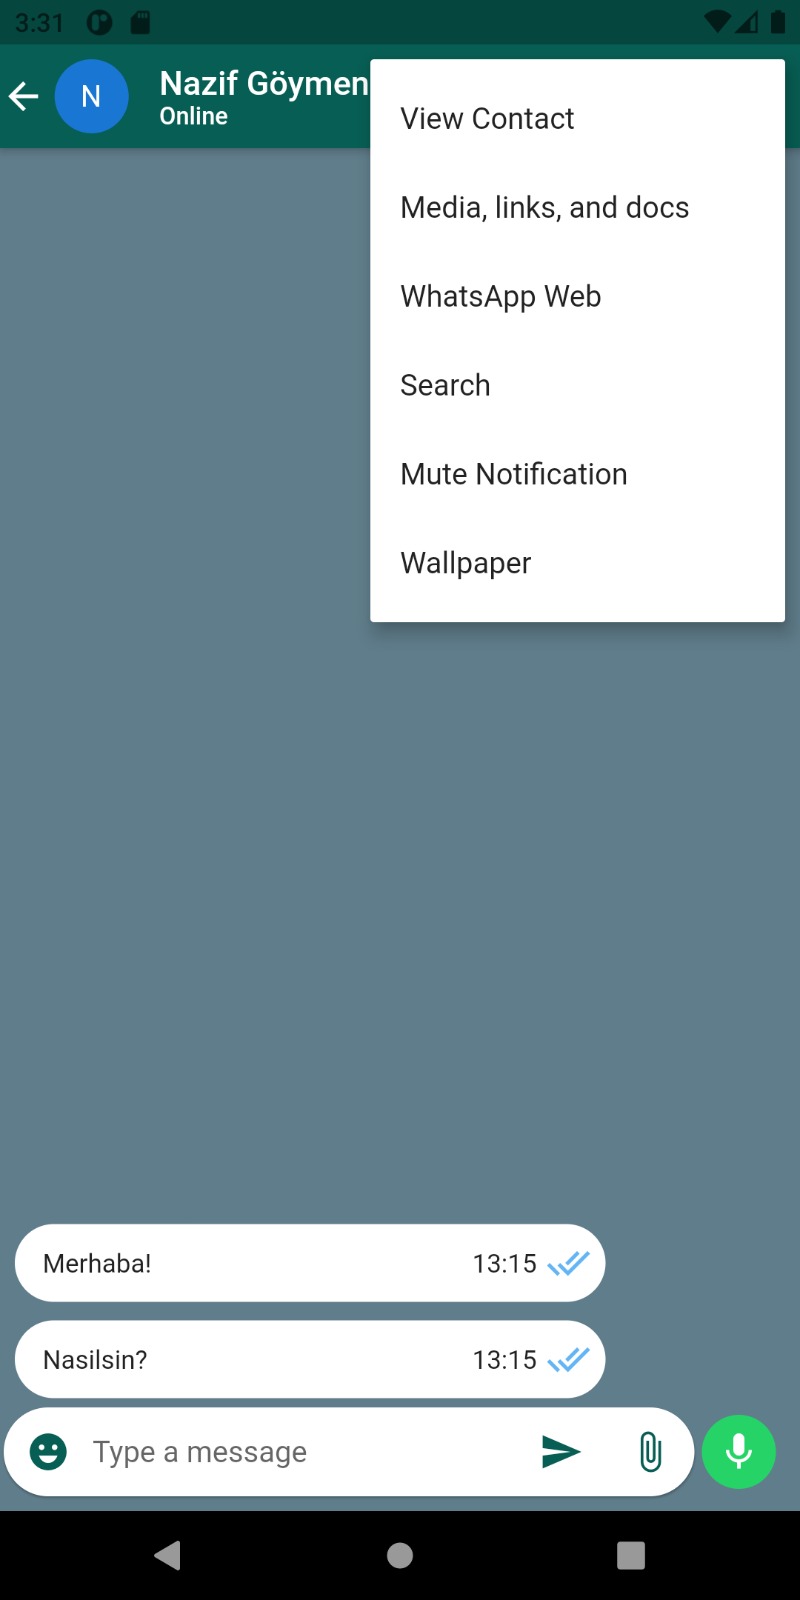 3:31
N
Nazif Göymen
Online
View Contact
Media, links, and docs
WhatsApp Web
Search
Mute Notification
Wallpaper
Merhaba! 13:15
Nasilsin? 13:15
Type a message